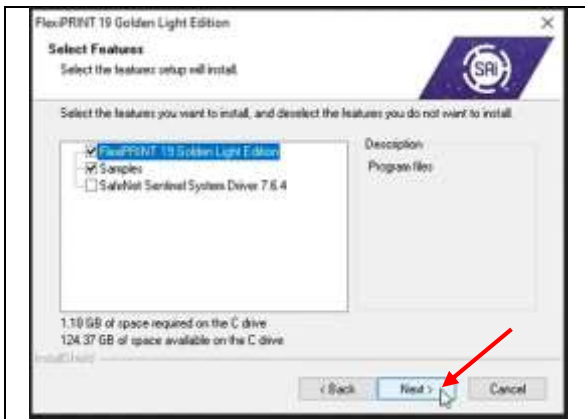 FlexiPRINT 19 Golden Light Edition
Select Features
Select the features setup will install.
SAi
Select the features you want to install, and deselect the features you do not want to install.
FlexiPRINT 19 Golden Light Edition
Samples
SafeNet Sentinel System Driver 7.6.4
Description
Program files
1.18 GB of space required on the C drive
124.37 GB of space available on the C drive
InstallShield
< Back
Next >
Cancel